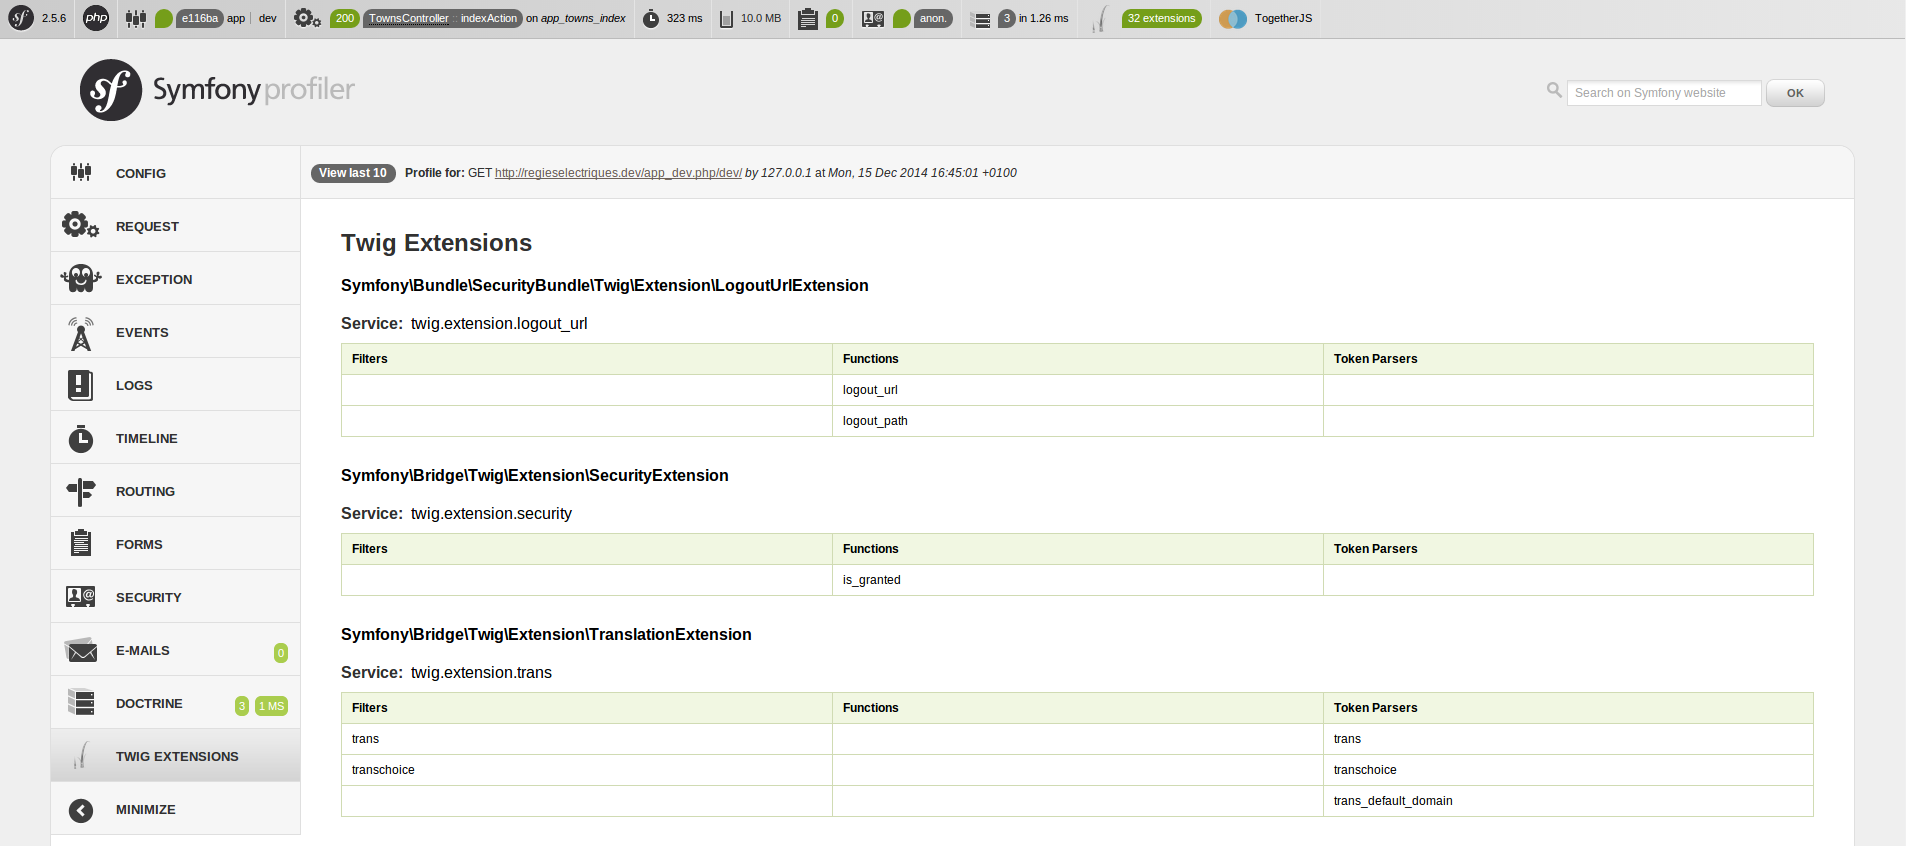 sf 2.5.6 php e116ba app dev 200 TownsController :: indexAction on app_towns_index 323 ms 10.0 MB 0 anon. 3 in 1.26 ms 32 extensions TogetherJS
sf Symfony profiler
Search on Symfony website OK
CONFIG
View last 10 Profile for: GET http://regieselectriques.dev/app_dev.php/dev/ by 127.0.0.1 at Mon, 15 Dec 2014 16:45:01 +0100
REQUEST
EXCEPTION
EVENTS
LOGS
TIMELINE
ROUTING
FORMS
SECURITY
E-MAILS 0
DOCTRINE 3 1 MS
TWIG EXTENSIONS
MINIMIZE
Twig Extensions
Symfony\Bundle\SecurityBundle\Twig\Extension\LogoutUrlExtension
Service: twig.extension.logout_url
Filters Functions Token Parsers
logout_url
logout_path
Symfony\Bridge\Twig\Extension\SecurityExtension
Service: twig.extension.security
Filters Functions Token Parsers
is_granted
Symfony\Bridge\Twig\Extension\TranslationExtension
Service: twig.extension.trans
Filters Functions Token Parsers
trans trans
transchoice transchoice
trans_default_domain